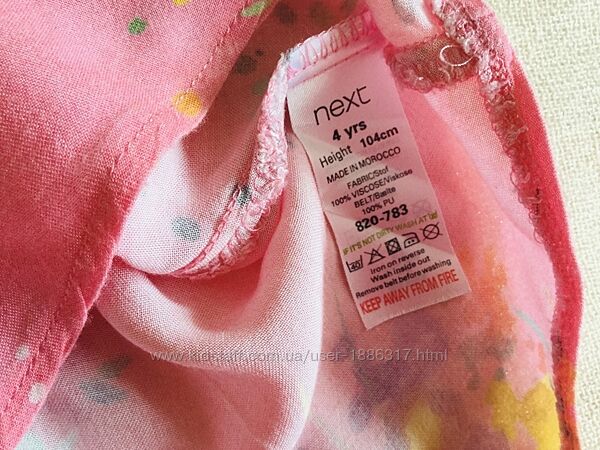 next
4 yrs
Height 104cm
MADE IN MOROCCO
FABRIC/Stof
100% VISCOSE/Viskose
BELT/Bælte
100% PU
820-783
IF IT'S NOT DIRTY WASH AT
40
Iron on reverse
Wash inside out
Remove belt before washing
KEEP AWAY FROM FIRE
www.kidstaff.com.ua/user-1886317.html